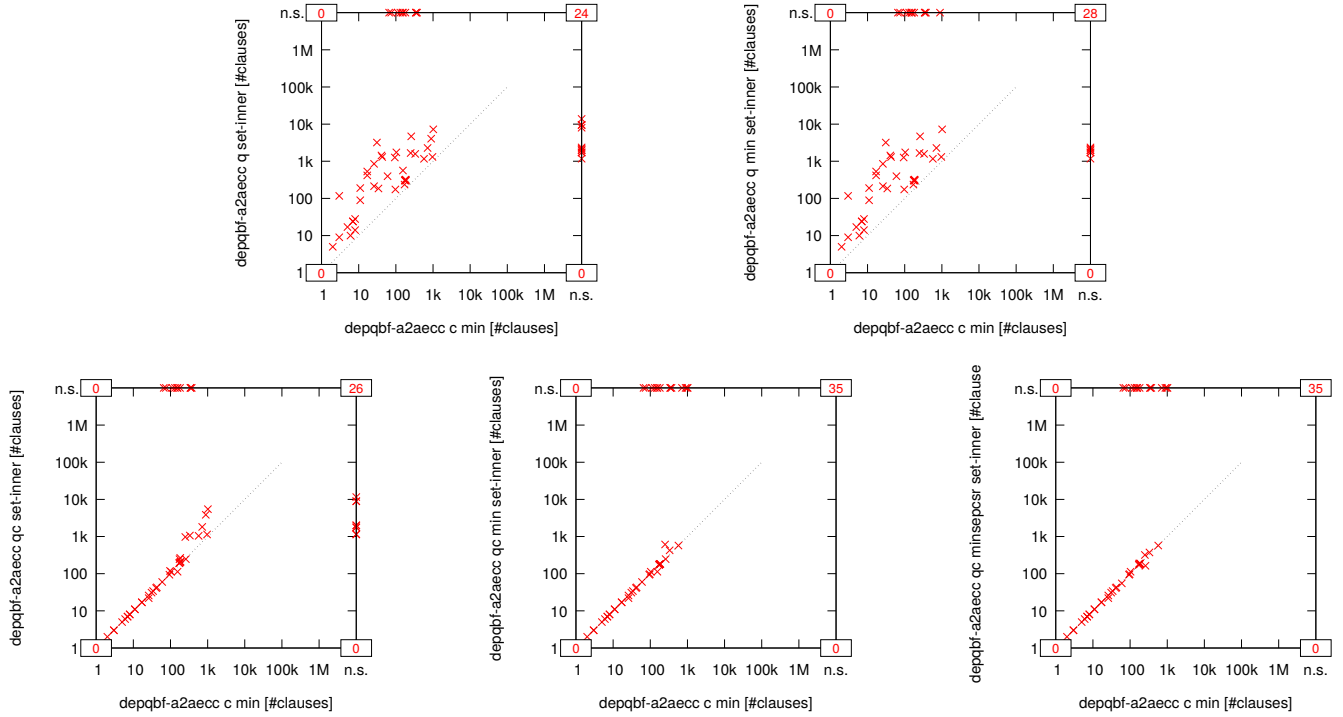 n.s.
0
24
1M
100k
10k
1k
100
10
1
0
0
1
10
100
1k
10k
100k
1M
n.s.
depqbf-a2aecc q set-inner [#clauses]
depqbf-a2aecc c min [#clauses]
n.s.
0
28
1M
100k
10k
1k
100
10
1
0
0
1
10
100
1k
10k
100k
1M
n.s.
depqbf-a2aecc q min set-inner [#clauses]
depqbf-a2aecc c min [#clauses]
n.s.
0
26
1M
100k
10k
1k
100
10
1
0
0
1
10
100
1k
10k
100k
1M
n.s.
depqbf-a2aecc qc set-inner [#clauses]
depqbf-a2aecc c min [#clauses]
n.s.
0
35
1M
100k
10k
1k
100
10
1
0
0
1
10
100
1k
10k
100k
1M
n.s.
depqbf-a2aecc qc min set-inner [#clauses]
depqbf-a2aecc c min [#clauses]
n.s.
0
35
1M
100k
10k
1k
100
10
1
0
0
1
10
100
1k
10k
100k
1M
n.s.
depqbf-a2aecc qc minsepcsr set-inner [#clause
depqbf-a2aecc c min [#clauses]